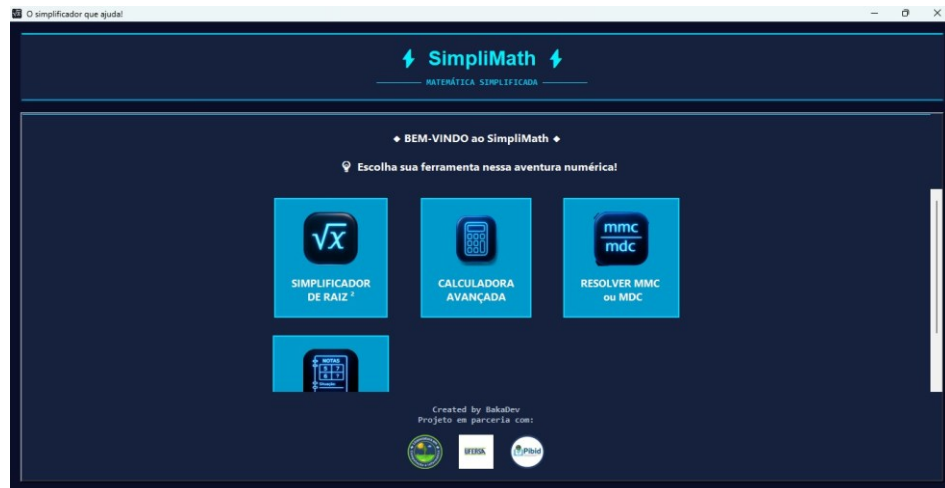 O simplificador que ajuda!
SimpliMath
MATEMÁTICA SIMPLIFICADA
BEM-VINDO ao SimpliMath
Escolha sua ferramenta nessa aventura numérica!
√x
mmc
mdc
SIMPLIFICADOR
DE RAIZ ²
CALCULADORA
AVANÇADA
RESOLVER MMC
ou MDC
NOTAS
Created by BakaDev
Projeto em parceria com:
UFERSA
Pibid